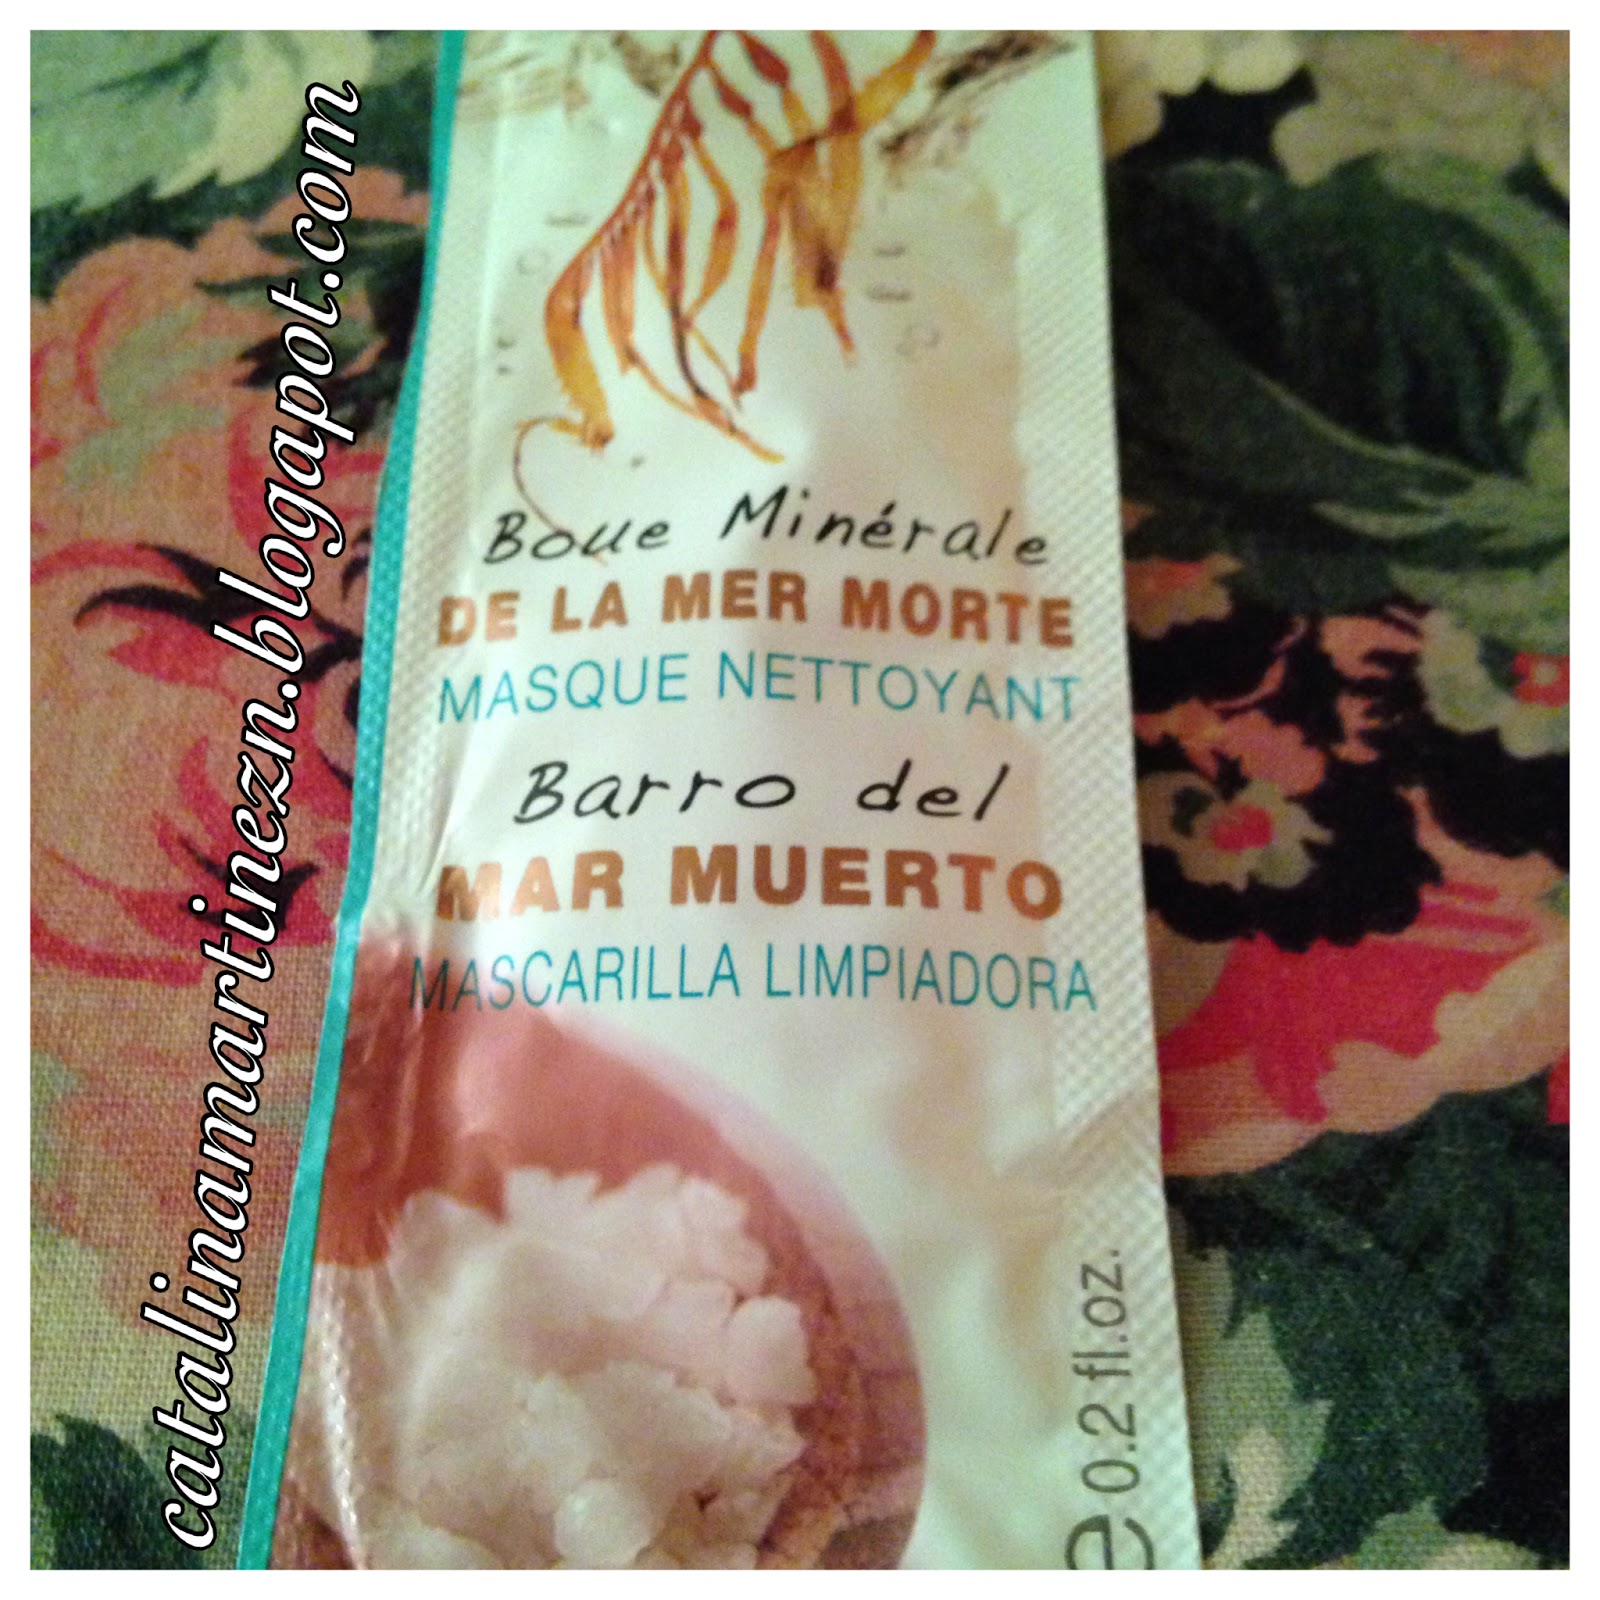 catalinamartinezn.blogapot.com
Boue Minérale
DE LA MER MORTE
MASQUE NETTOYANT
Barro del
MAR MUERTO
MASCARILLA LIMPIADORA
e 0.2 fl.oz.